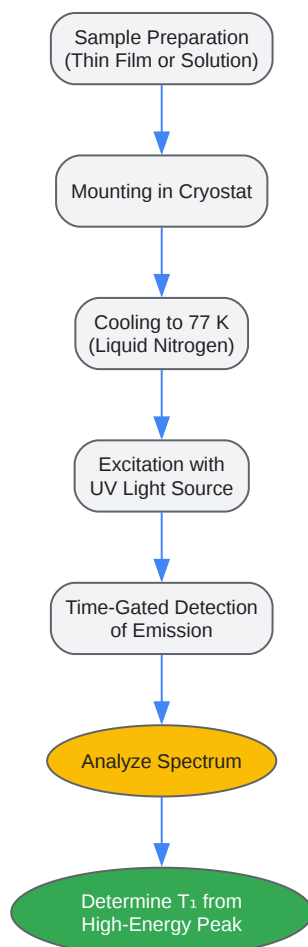 Sample Preparation
(Thin Film or Solution)
Mounting in Cryostat
Cooling to 77 K
(Liquid Nitrogen)
Excitation with
UV Light Source
Time-Gated Detection
of Emission
Analyze Spectrum
Determine T₁ from
High-Energy Peak